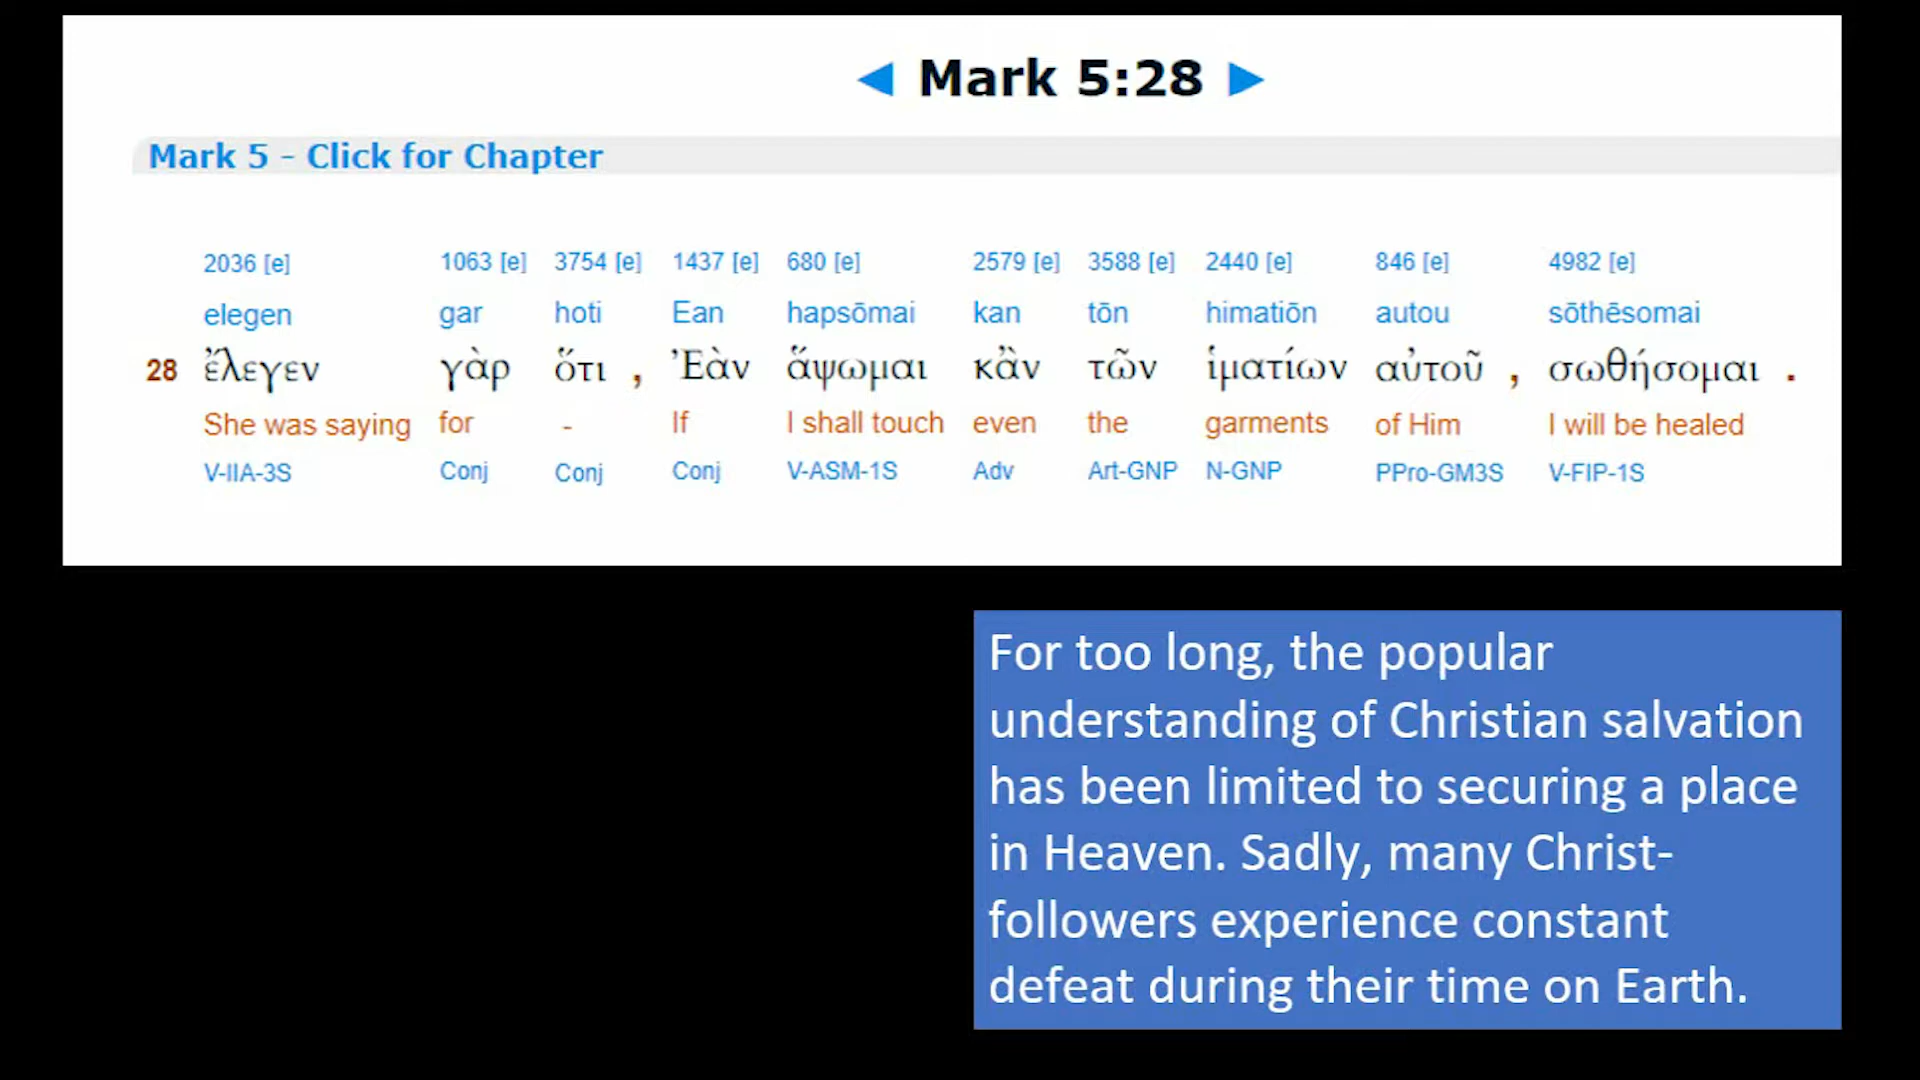 ◄ Mark 5:28 ►
Mark 5 - Click for Chapter
2036 [e] 1063 [e] 3754 [e] 1437 [e] 680 [e] 2579 [e] 3588 [e] 2440 [e] 846 [e] 4982 [e]
elegen gar hoti Ean hapsōmai kan tōn himatiōn autou sōthēsomai
28 ἔλεγεν γὰρ ὅτι , Ἐὰν ἅψωμαι κἂν τῶν ἱματίων αὐτοῦ , σωθήσομαι .
She was saying for - If I shall touch even the garments of Him I will be healed
V-IIA-3S Conj Conj Conj V-ASM-1S Adv Art-GNP N-GNP PPro-GM3S V-FIP-1S
For too long, the popular
understanding of Christian salvation
has been limited to securing a place
in Heaven. Sadly, many Christ-
followers experience constant
defeat during their time on Earth.